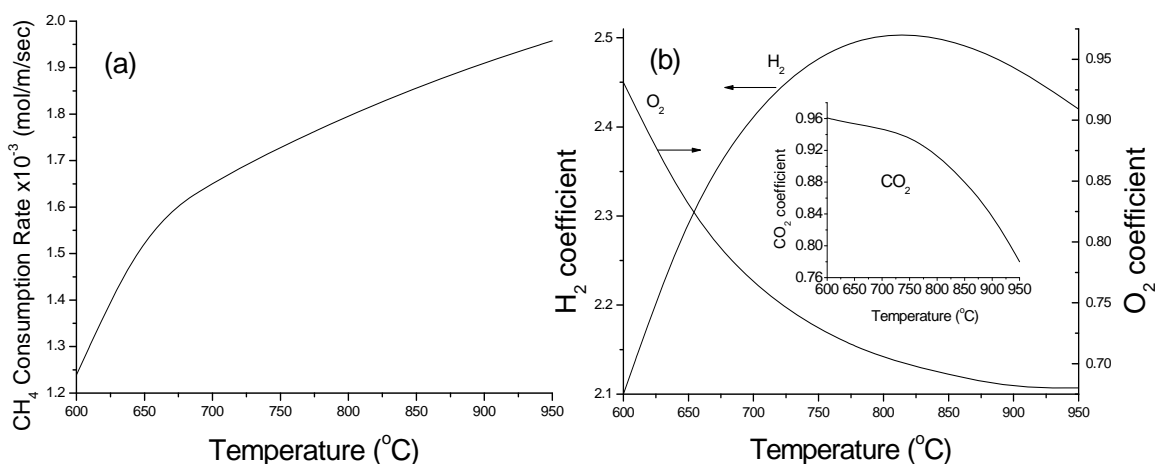 (a)
CH4 Consumption Rate x10-3 (mol/m/sec)
2.0
1.9
1.8
1.7
1.6
1.5
1.4
1.3
1.2
600 650 700 750 800 850 900 950
Temperature (oC)
(b)
H2 coefficient
2.5
2.4
2.3
2.2
2.1
H2
O2
O2 coefficient
0.95
0.90
0.85
0.80
0.75
0.70
600 650 700 750 800 850 900 950
Temperature (oC)
CO2 coefficient
0.96
0.92
0.88
0.84
0.80
0.76
CO2
600 650 700 750 800 850 900 950
Temperature (oC)